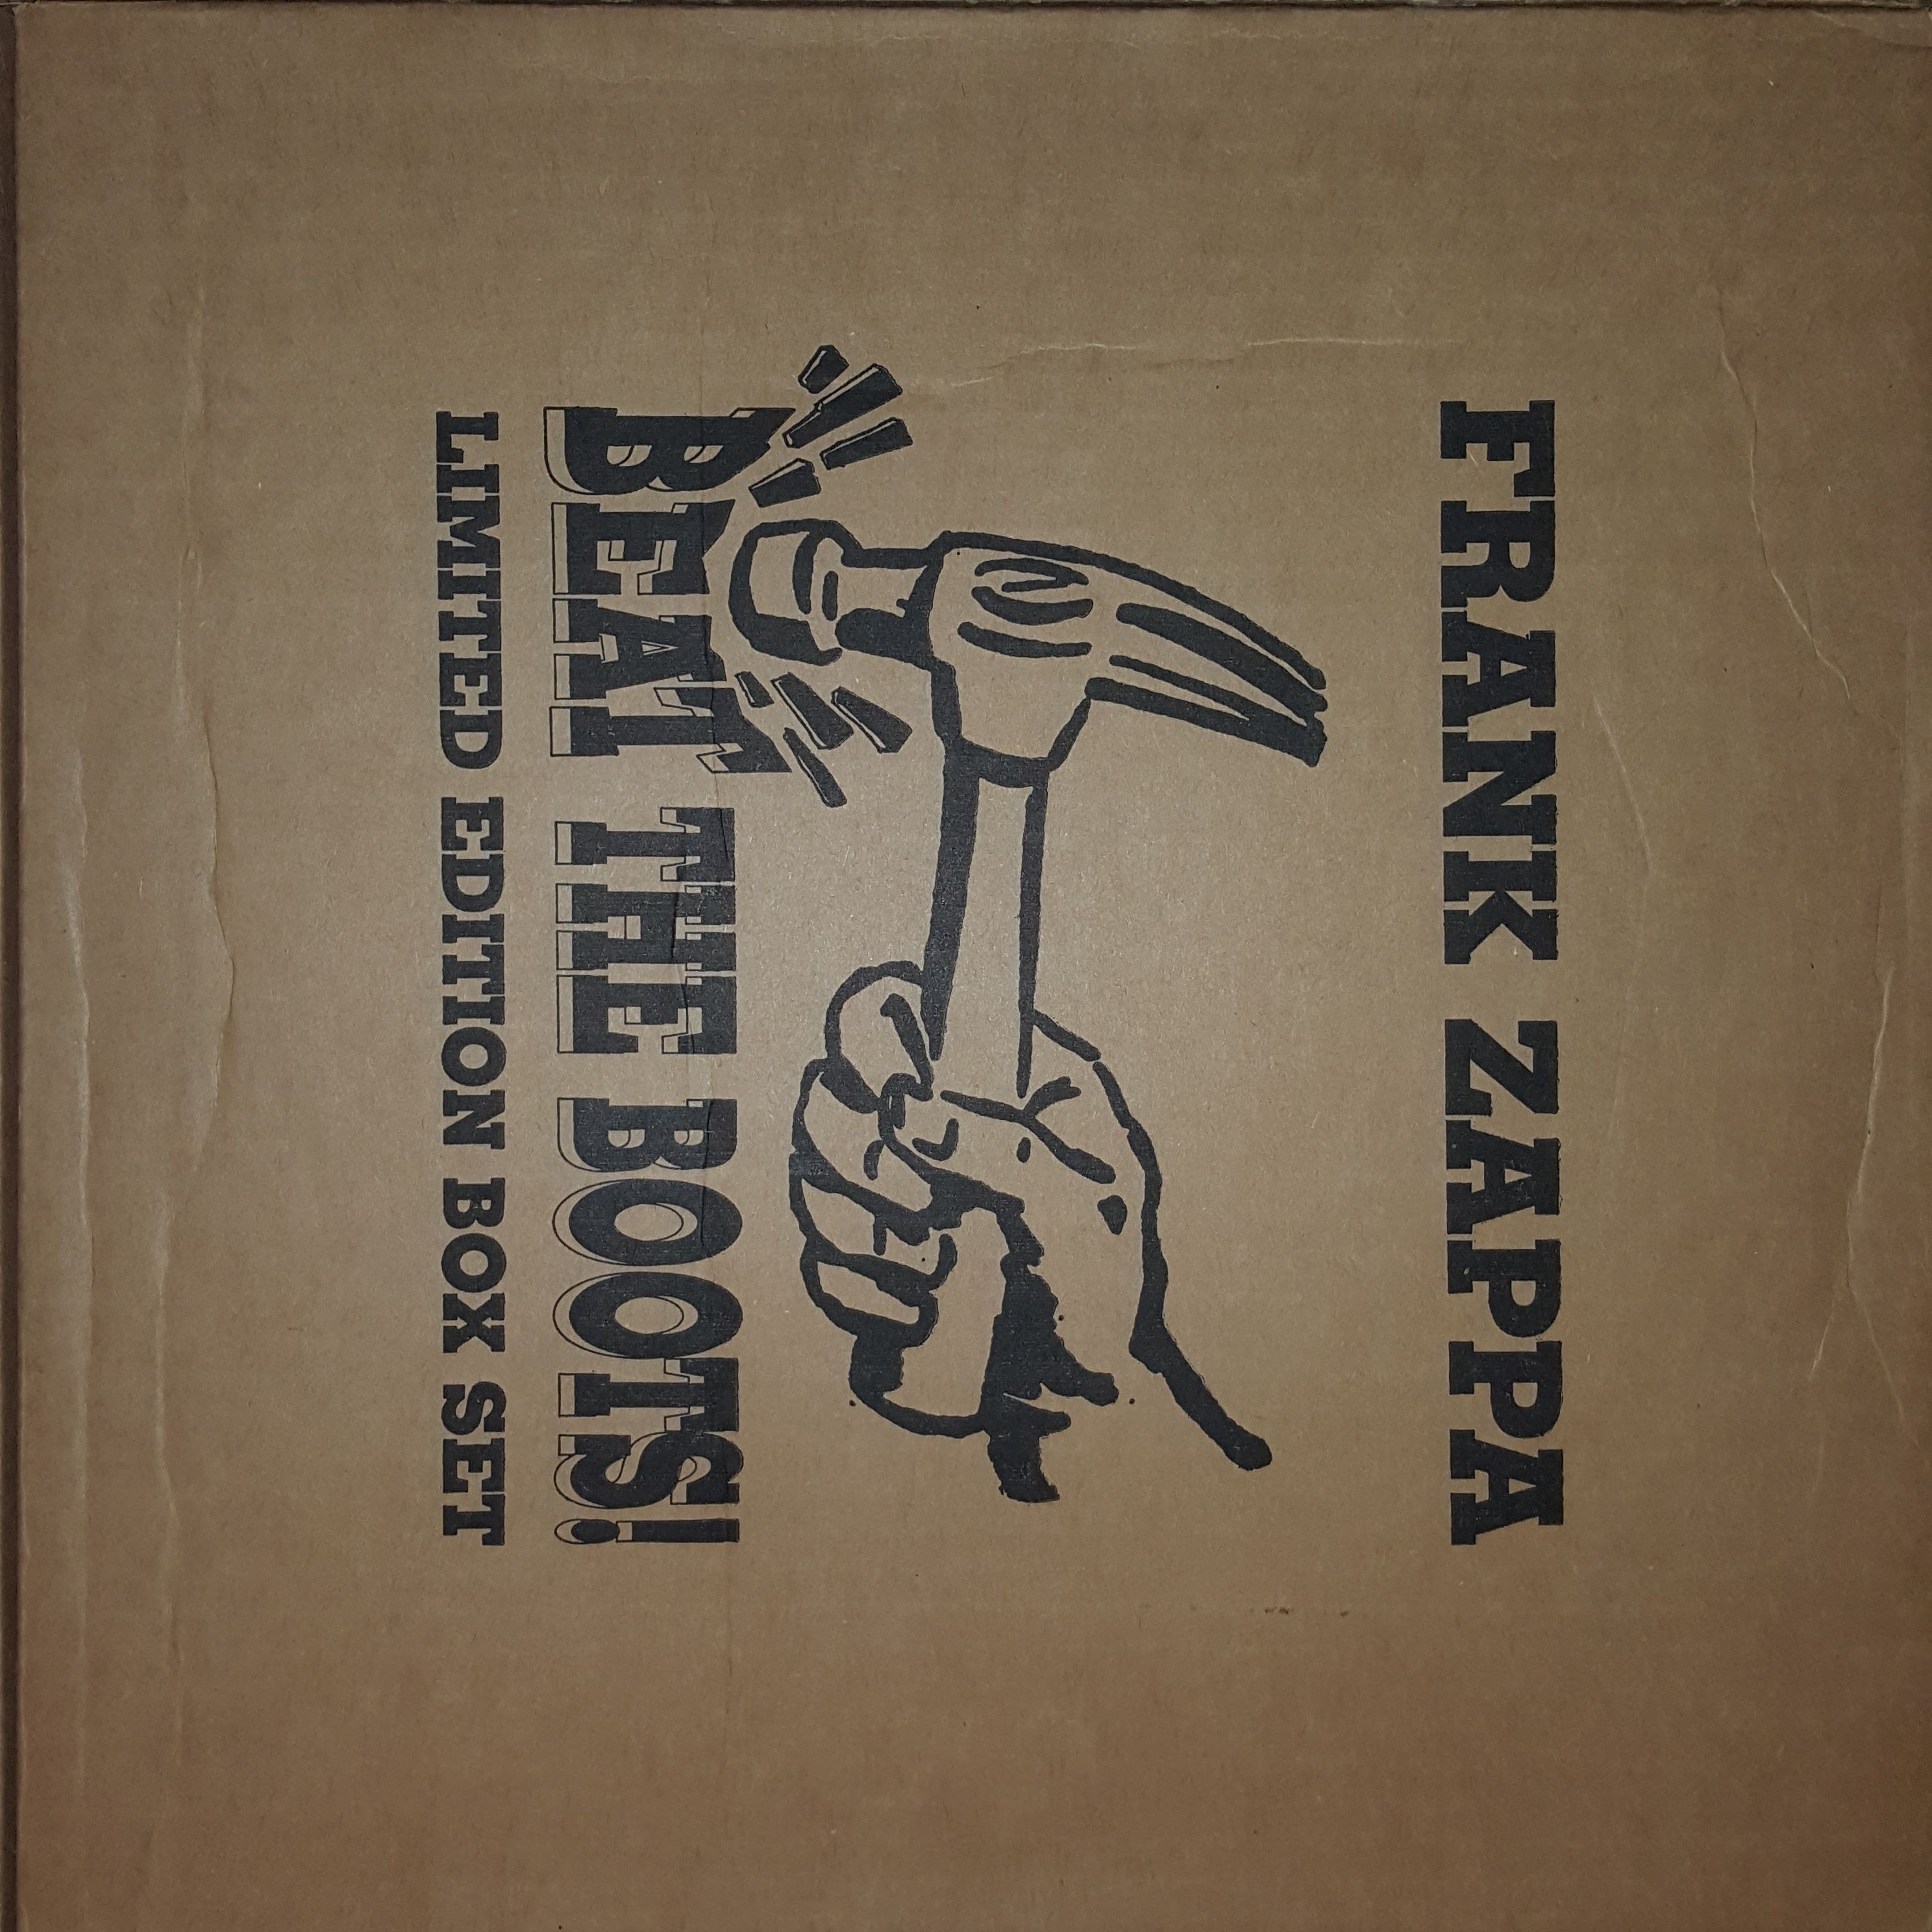 FRANK ZAPPA
BEAT THE BOOTS!
LIMITED EDITION BOX SET